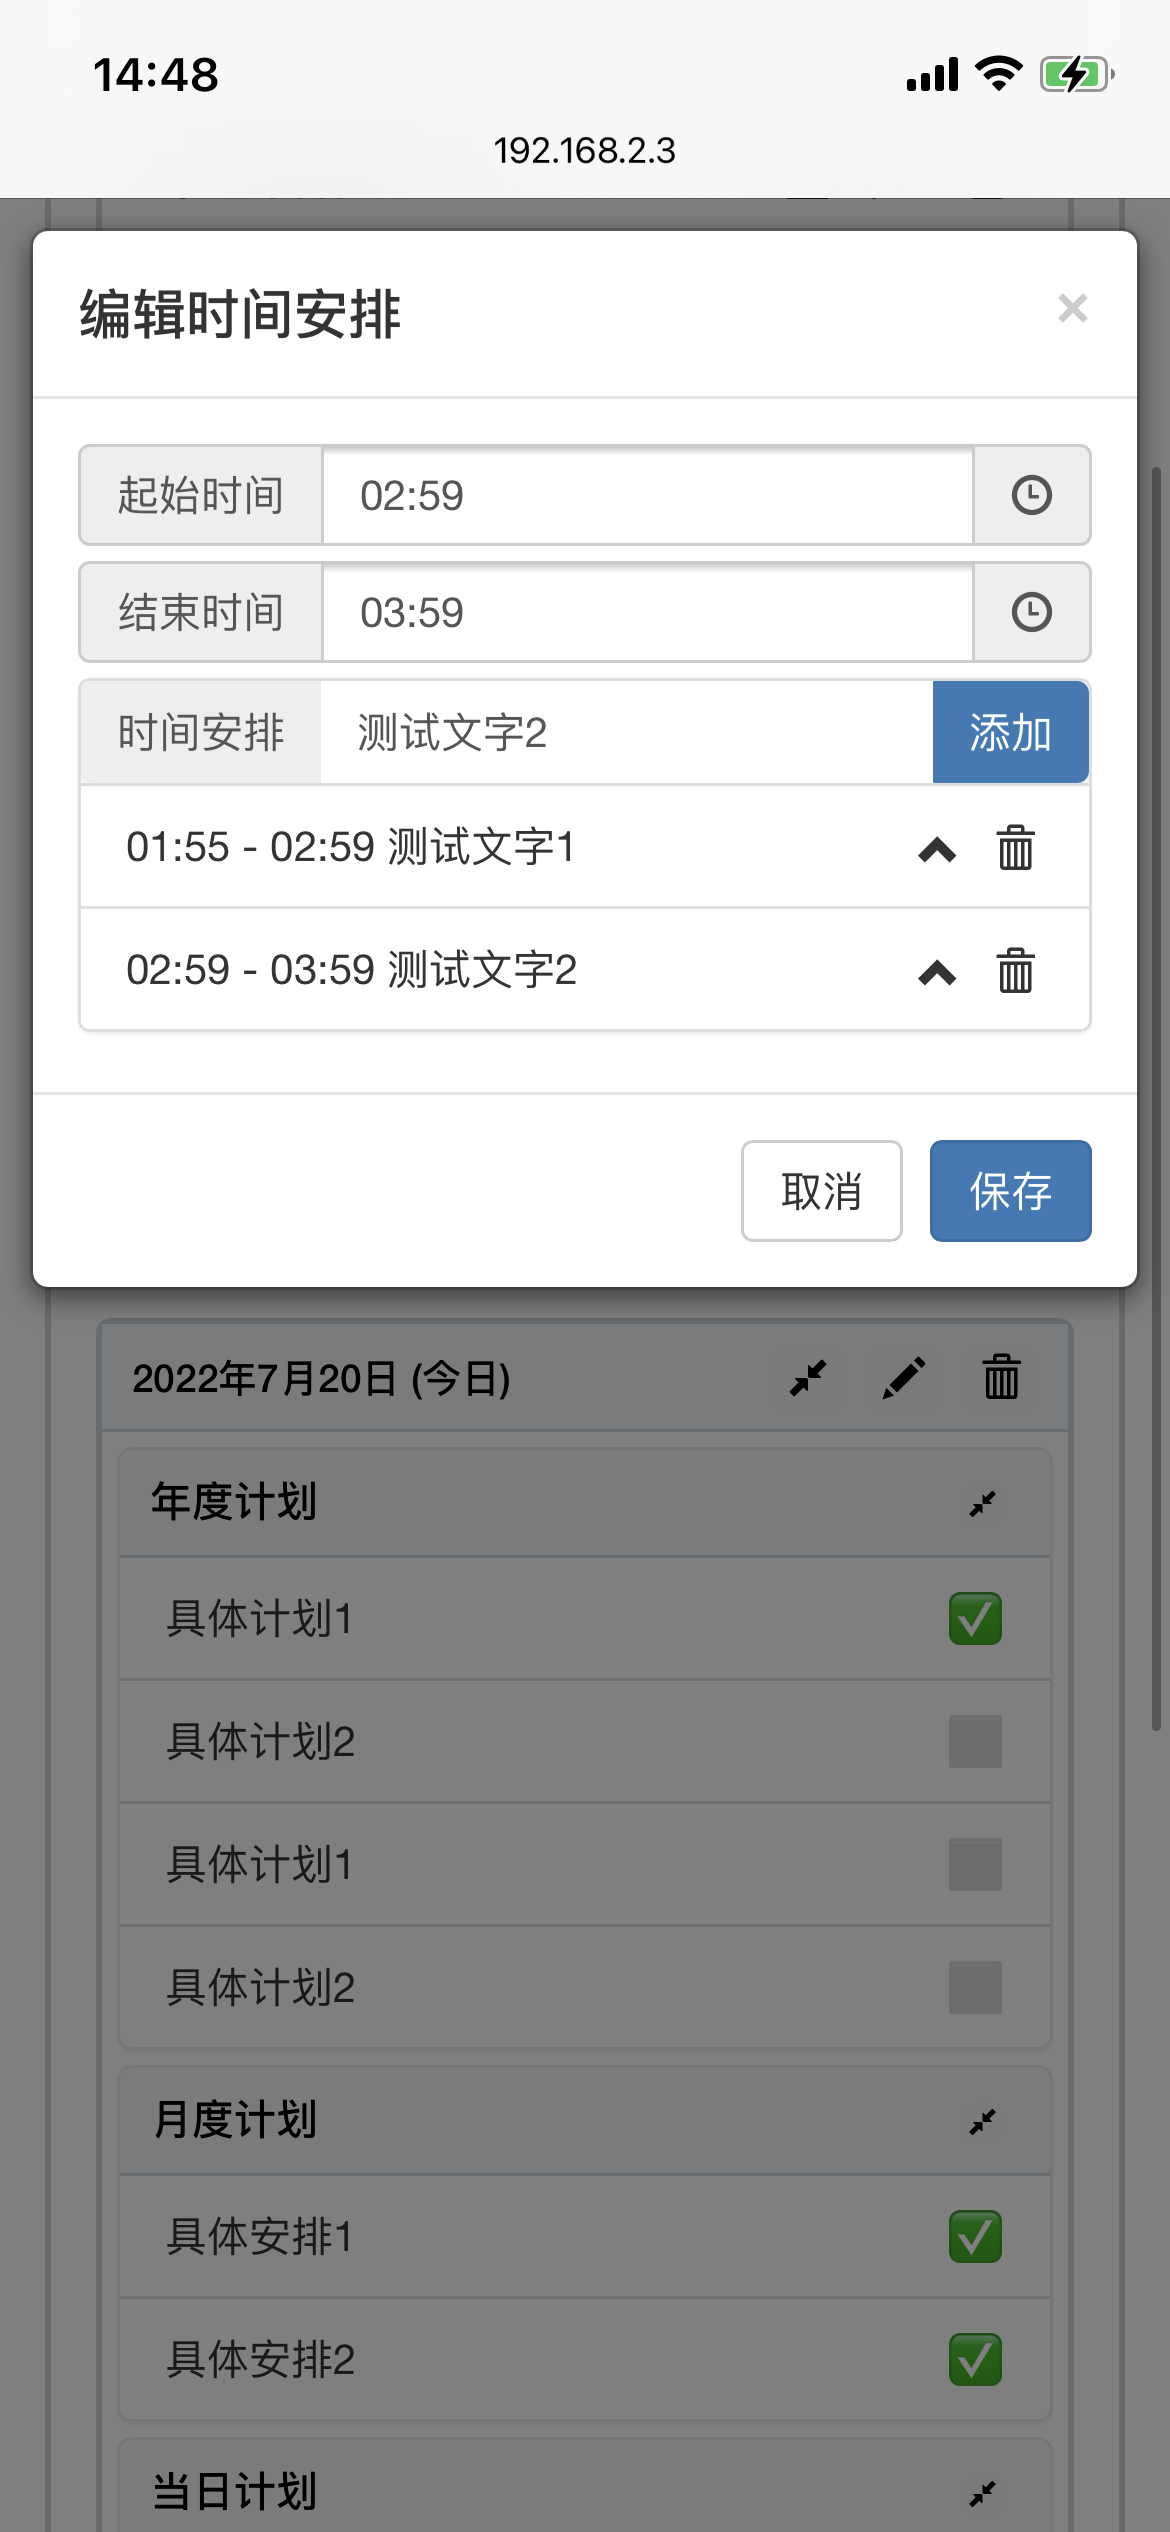 14:48
192.168.2.3
编辑时间安排
×
起始时间 02:59
结束时间 03:59
时间安排 测试文字2 添加
01:55 - 02:59 测试文字1
02:59 - 03:59 测试文字2
取消 保存
2022年7月20日 (今日)
年度计划
具体计划1
具体计划2
具体计划1
具体计划2
月度计划
具体安排1
具体安排2
当日计划